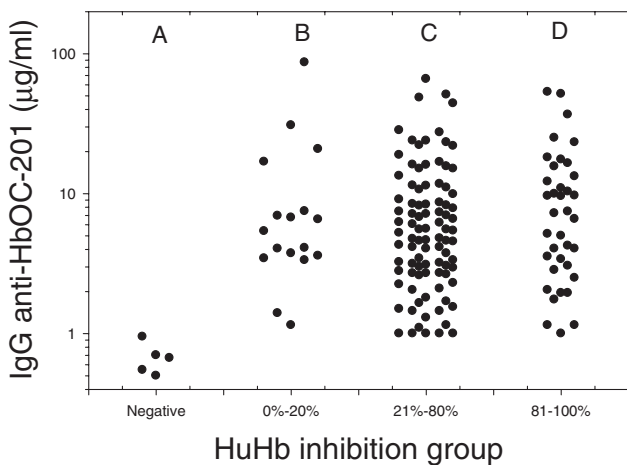 A B C D
100
10
1
IgG anti-HbOC-201 (μg/ml)
Negative 0%-20% 21%-80% 81-100%
HuHb inhibition group